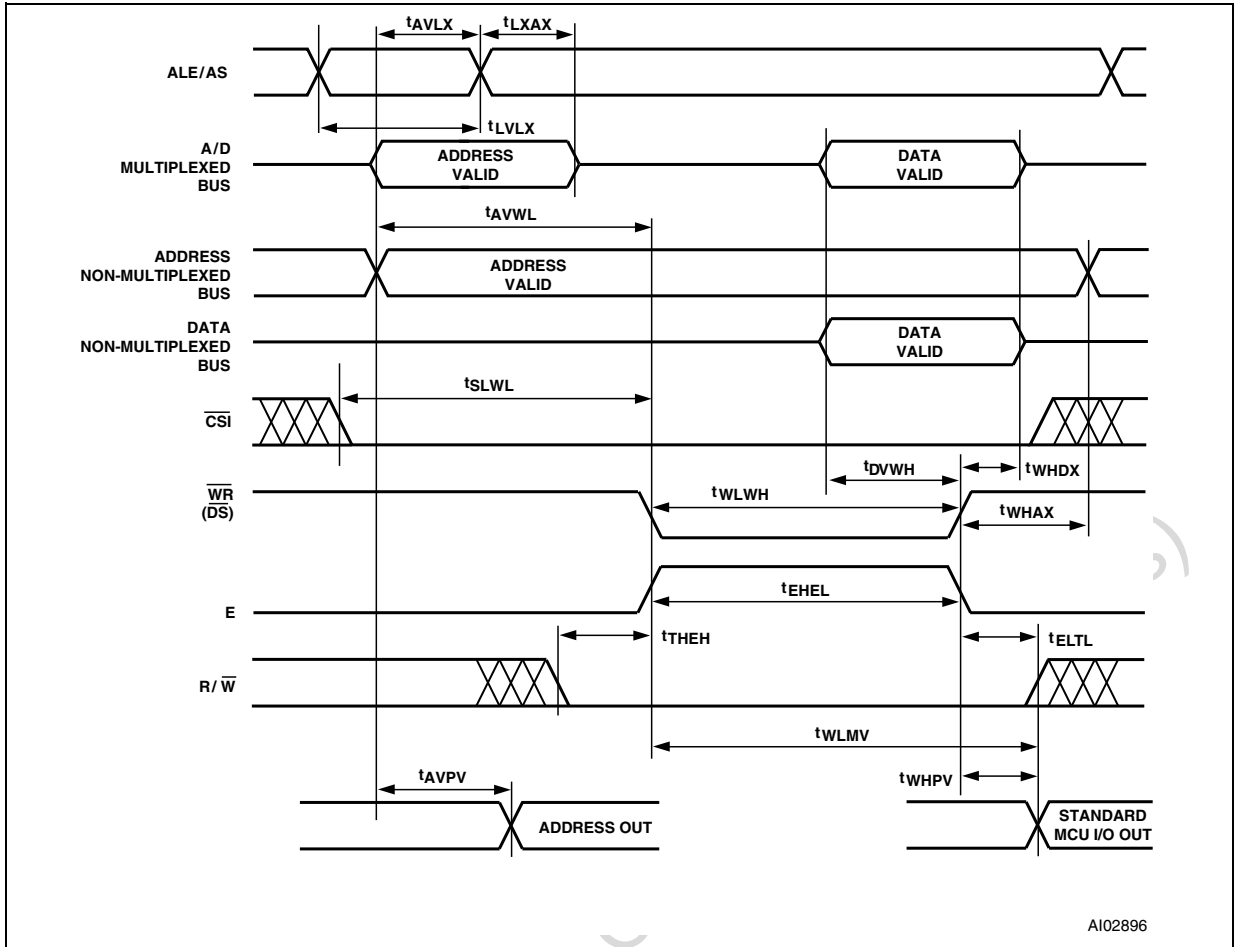 tAVLX
tLXAX
ALE/AS
tLVLX
A/D
MULTIPLEXED
BUS
ADDRESS
VALID
DATA
VALID
tAVWL
ADDRESS
NON-MULTIPLEXED
BUS
ADDRESS
VALID
DATA
NON-MULTIPLEXED
BUS
DATA
VALID
tSLWL
CSI
tDVWH
tWHDX
WR
(DS)
tWLWH
tWHAX
tEHEL
E
tTHEH
tELTL
R/W
tWLMV
tAVPV
tWHPV
ADDRESS OUT
STANDARD
MCU I/O OUT
AI02896